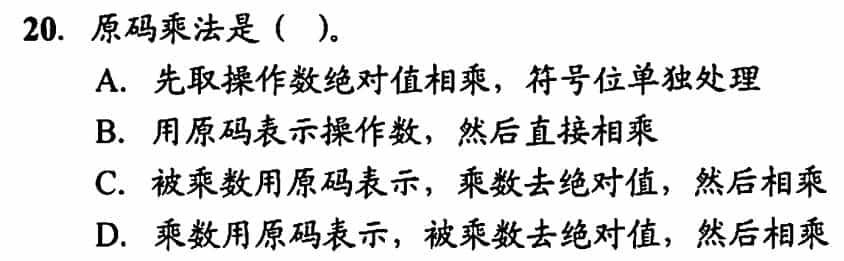 20. 原码乘法是（ ）。
A. 先取操作数绝对值相乘，符号位单独处理
B. 用原码表示操作数，然后直接相乘
C. 被乘数用原码表示，乘数去绝对值，然后相乘
D. 乘数用原码表示，被乘数去绝对值，然后相乘